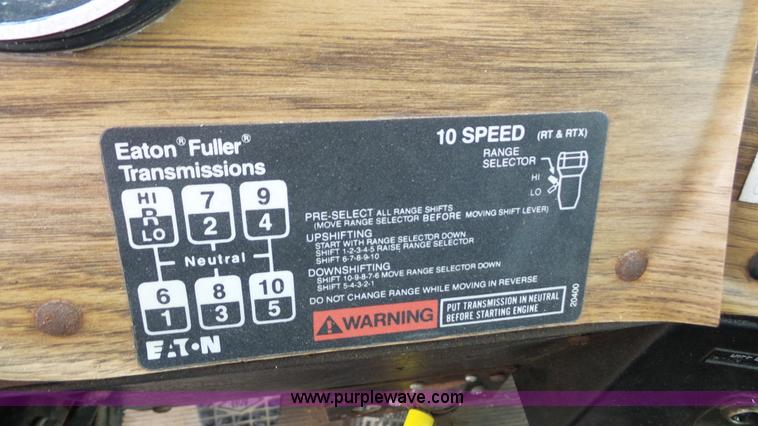 Eaton® Fuller®
Transmissions
10 SPEED (RT & RTX)
RANGE
SELECTOR
HI
LO
HI
R
LO
7
2
9
4
Neutral
6
1
8
3
10
5
PRE-SELECT ALL RANGE SHIFTS
(MOVE RANGE SELECTOR BEFORE MOVING SHIFT LEVER)
UPSHIFTING
START WITH RANGE SELECTOR DOWN
SHIFT 1-2-3-4-5 RAISE RANGE SELECTOR
SHIFT 6-7-8-9-10
DOWNSHIFTING
SHIFT 10-9-8-7-6 MOVE RANGE SELECTOR DOWN
SHIFT 5-4-3-2-1
DO NOT CHANGE RANGE WHILE MOVING IN REVERSE
WARNING
PUT TRANSMISSION IN NEUTRAL
BEFORE STARTING ENGINE
20400
EATON
www.purplewave.com